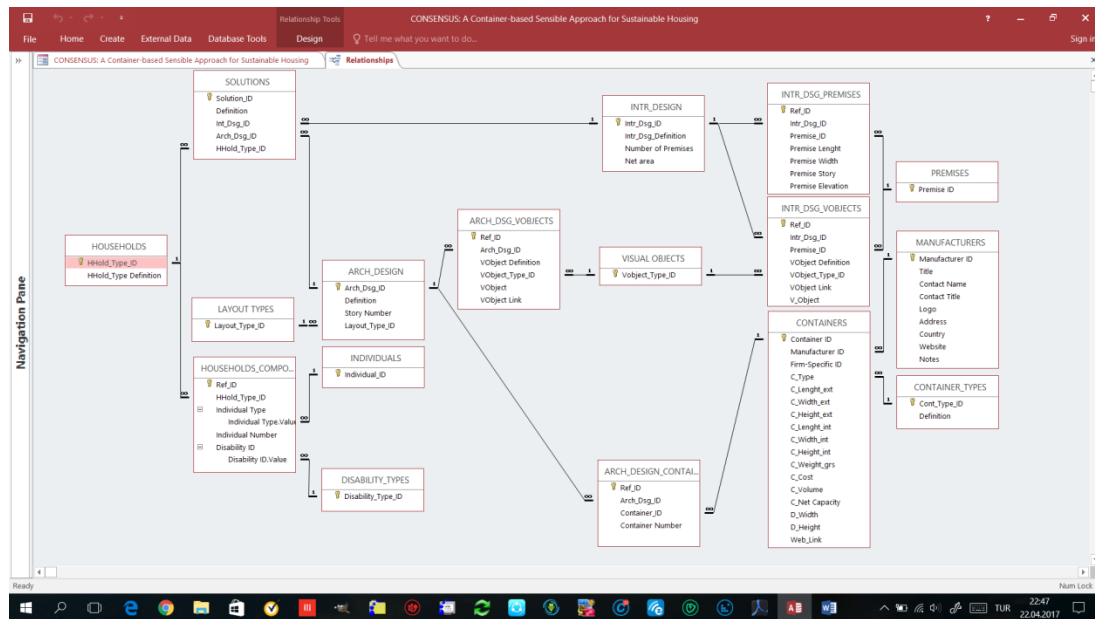 Relationship Tools
CONSENSUS: A Container-based Sensible Approach for Sustainable Housing
?
File
Home
Create
External Data
Database Tools
Design
Tell me what you want to do...
Sign in
CONSENSUS: A Container-based Sensible Approach for Sustainable Housing
Relationships
Navigation Pane
SOLUTIONS
Solution_ID
Definition
Int_Dsg_ID
Arch_Dsg_ID
HHold_Type_ID
HOUSEHOLDS
HHold_Type_ID
HHold_Type Definition
LAYOUT TYPES
Layout_Type_ID
HOUSEHOLDS_COMPO...
Ref_ID
HHold_Type_ID
Individual Type
Individual Type.Value
Individual Number
Disability ID
Disability ID.Value
ARCH_DESIGN
Arch_Dsg_ID
Definition
Story Number
Layout_Type_ID
INDIVIDUALS
Individual_ID
DISABILITY_TYPES
Disability_Type_ID
ARCH_DSG_VOBJECTS
Ref_ID
Arch_Dsg_ID
VObject Definition
VObject_Type_ID
VObject
VObject Link
INTR_DESIGN
Intr_Dsg_ID
Intr_Dsg_Definition
Number of Premises
Net area
VISUAL OBJECTS
Vobject_Type_ID
ARCH_DESIGN_CONTAI...
Ref_ID
Arch_Dsg_ID
Container_ID
Container Number
INTR_DSG_PREMISES
Ref_ID
Intr_Dsg_ID
Premise_ID
Premise Lenght
Premise Width
Premise Story
Premise Elevation
INTR_DSG_VOBJECTS
Ref_ID
Intr_Dsg_ID
Premise_ID
VObject Definition
VObject_Type_ID
VObject Link
V_Object
CONTAINERS
Container ID
Manufacturer ID
Firm-Specific ID
C_Type
C_Lenght_ext
C_Width_ext
C_Height_ext
C_Lenght_int
C_Width_int
C_Height_int
C_Weight_grs
C_Cost
C_Volume
C_Net Capacity
D_Width
D_Height
Web_Link
PREMISES
Premise ID
MANUFACTURERS
Manufacturer ID
Title
Contact Name
Contact Title
Logo
Address
Country
Website
Notes
CONTAINER_TYPES
Cont_Type_ID
Definition
Ready
Num Lock
TUR
22:47
22.04.2017